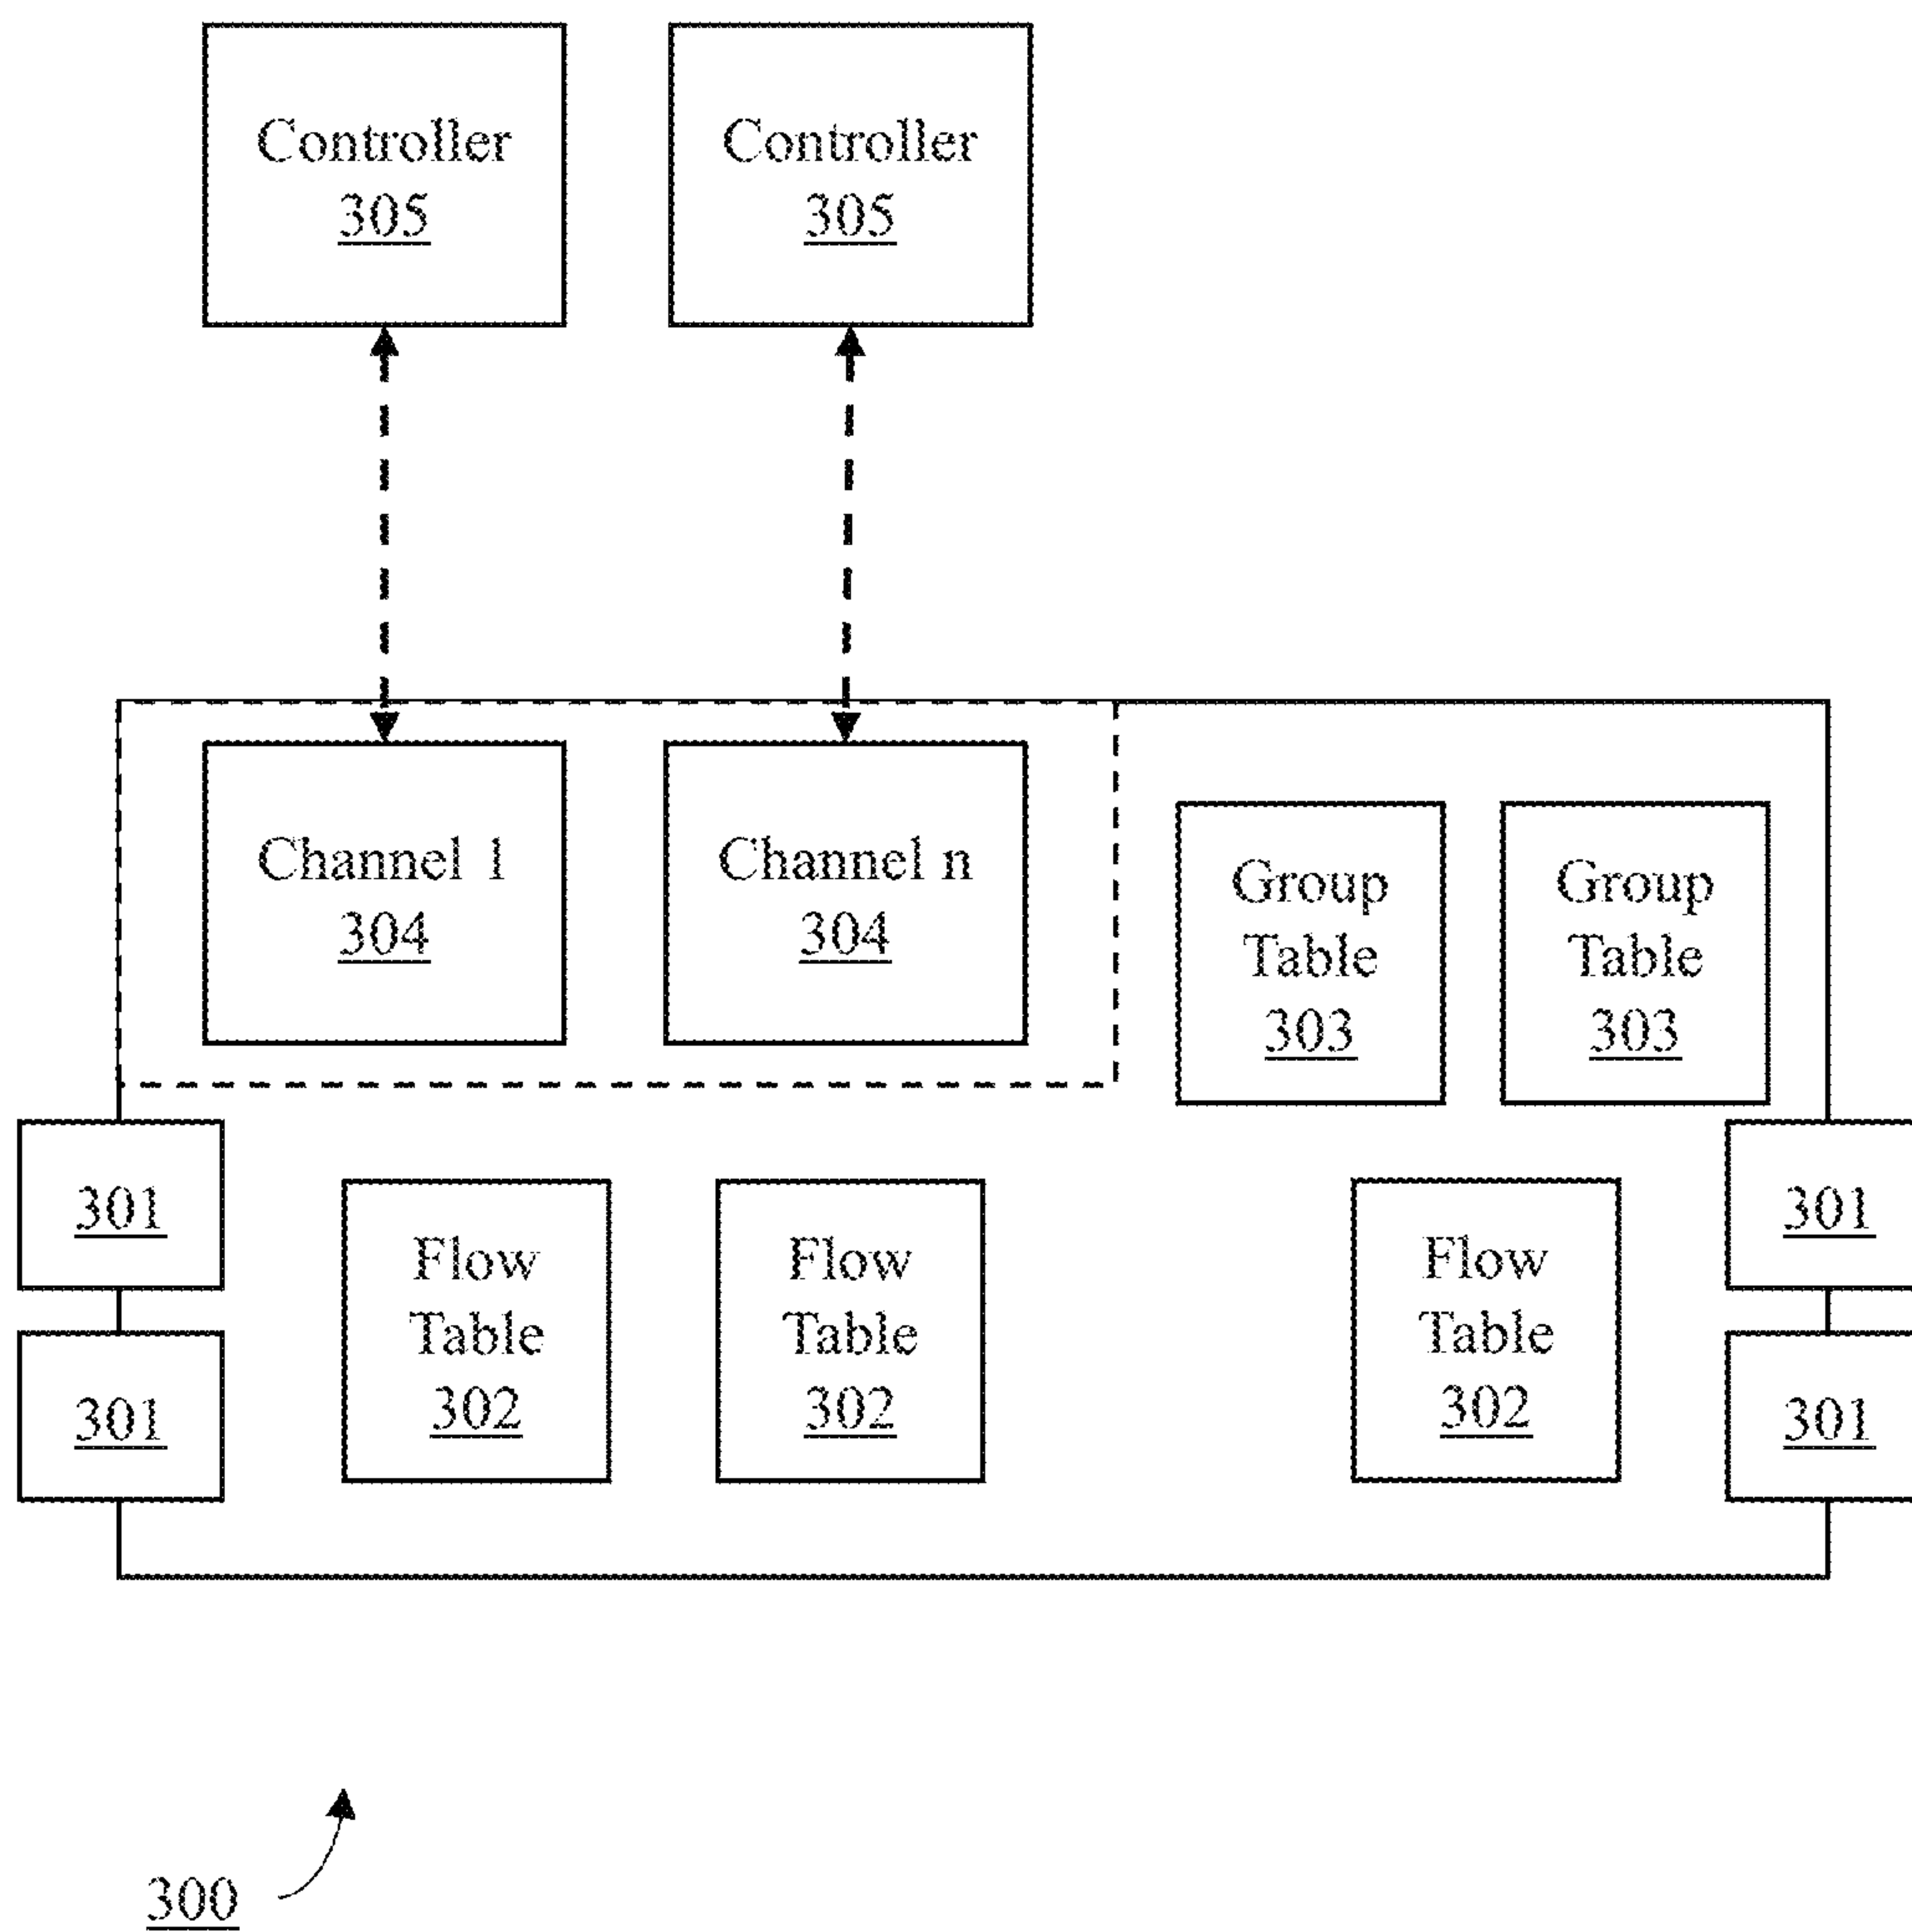 Controller
305
Controller
305
Channel 1
304
Channel n
304
Group
Table
303
Group
Table
303
301
301
Flow
Table
302
Flow
Table
302
Flow
Table
302
301
301
300